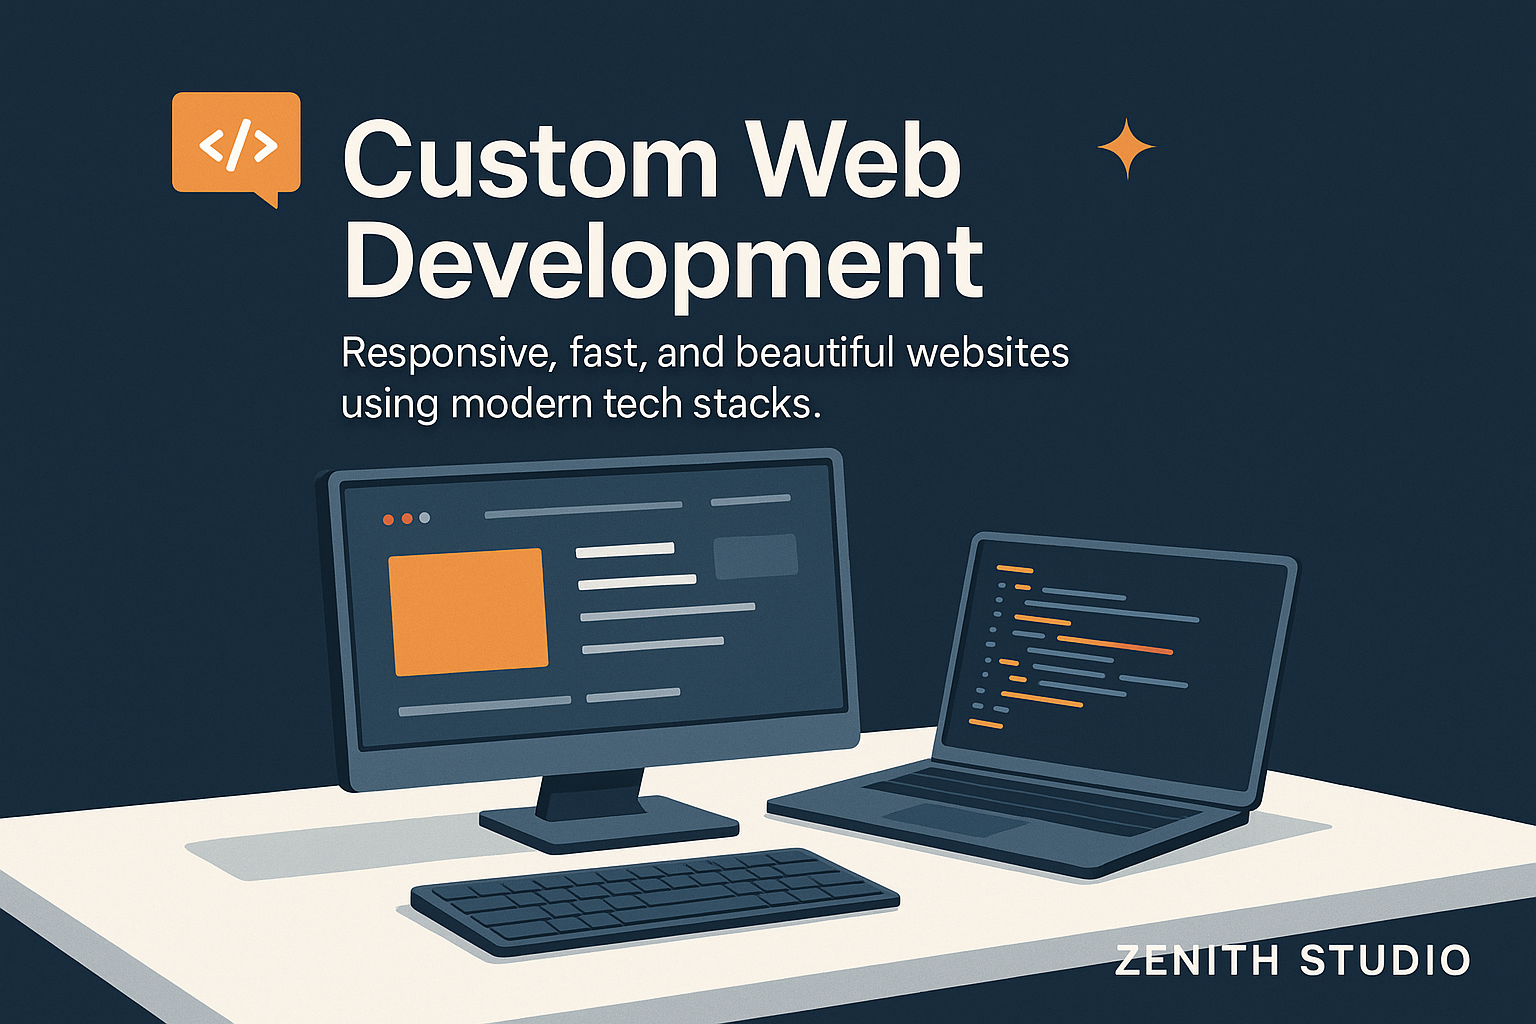 </>
Custom Web
Development
Responsive, fast, and beautiful websites
using modern tech stacks.
ZENITH STUDIO